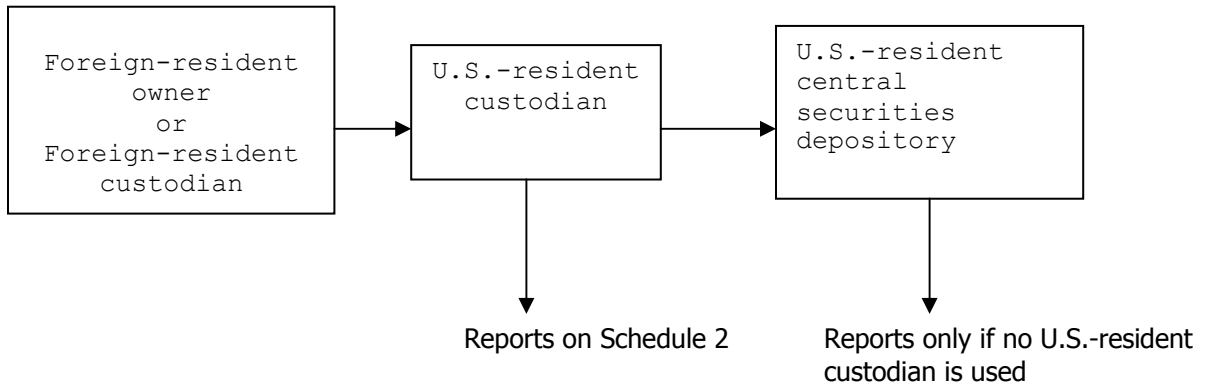 Foreign-resident
owner
or
Foreign-resident
custodian
U.S.-resident
custodian
U.S.-resident
central
securities
depository
Reports on Schedule 2
Reports only if no U.S.-resident
custodian is used